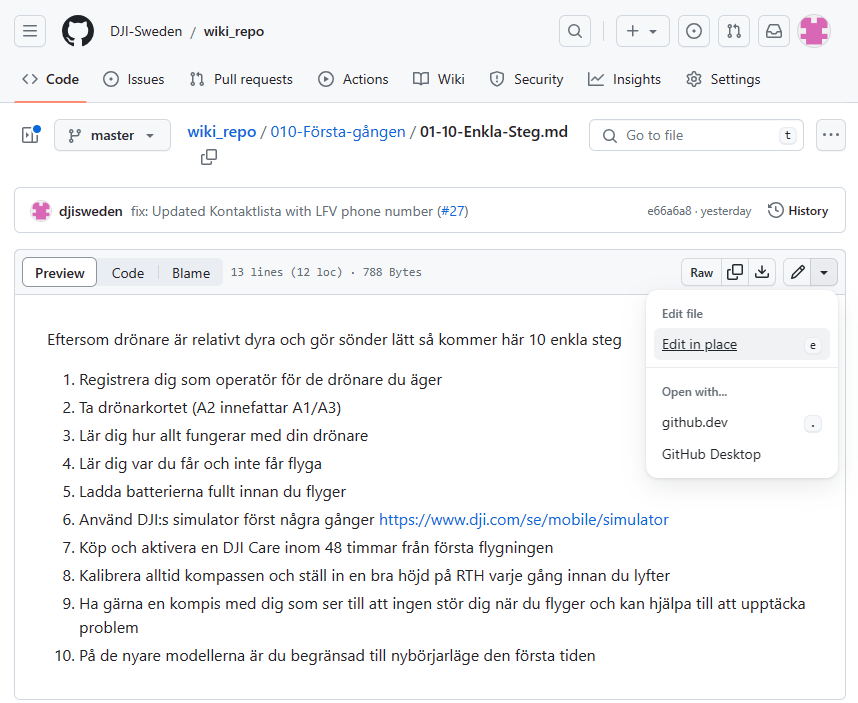 DJI-Sweden / wiki_repo
Code Issues Pull requests Actions Wiki Security Insights Settings
master wiki_repo / 010-Första-gången / 01-10-Enkla-Steg.md Go to file t
djisweden fix: Updated Kontaktlista with LFV phone number (#27) e66a6a8 · yesterday History
Preview Code Blame 13 lines (12 loc) · 788 Bytes Raw
Edit file
Edit in place e
Open with...
github.dev .
GitHub Desktop
Eftersom drönare är relativt dyra och gör sönder lätt så kommer här 10 enkla steg
1. Registrera dig som operatör för de drönare du äger
2. Ta drönarkortet (A2 innefattar A1/A3)
3. Lär dig hur allt fungerar med din drönare
4. Lär dig var du får och inte får flyga
5. Ladda batterierna fullt innan du flyger
6. Använd DJI:s simulator först några gånger https://www.dji.com/se/mobile/simulator
7. Köp och aktivera en DJI Care inom 48 timmar från första flygningen
8. Kalibrera alltid kompassen och ställ in en bra höjd på RTH varje gång innan du lyfter
9. Ha gärna en kompis med dig som ser till att ingen stör dig när du flyger och kan hjälpa till att upptäcka
problem
10. På de nyare modellerna är du begränsad till nybörjarläge den första tiden